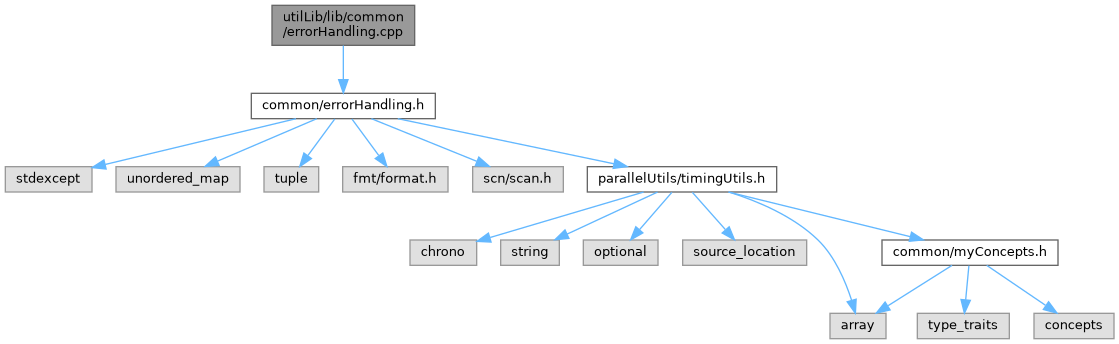 utilLib/lib/common
/errorHandling.cpp
common/errorHandling.h
stdexcept
unordered_map
tuple
fmt/format.h
scn/scan.h
parallelUtils/timingUtils.h
chrono
string
optional
source_location
common/myConcepts.h
array
type_traits
concepts